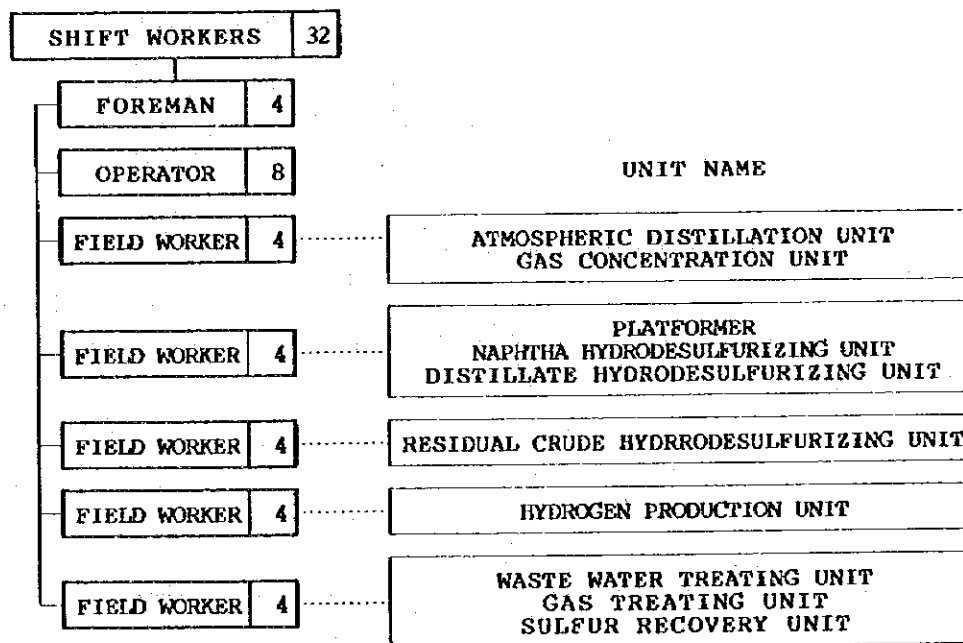 SHIFT WORKERS 32
FOREMAN 4
OPERATOR 8
UNIT NAME
FIELD WORKER 4
ATMOSPHERIC DISTILLATION UNIT
GAS CONCENTRATION UNIT
FIELD WORKER 4
PLATFORMER
NAPHTHA HYDRODESULFURIZING UNIT
DISTILLATE HYDRODESULFURIZING UNIT
FIELD WORKER 4
RESIDUAL CRUDE HYDRRODESULFURIZING UNIT
FIELD WORKER 4
HYDROGEN PRODUCTION UNIT
FIELD WORKER 4
WASTE WATER TREATING UNIT
GAS TREATING UNIT
SULFUR RECOVERY UNIT